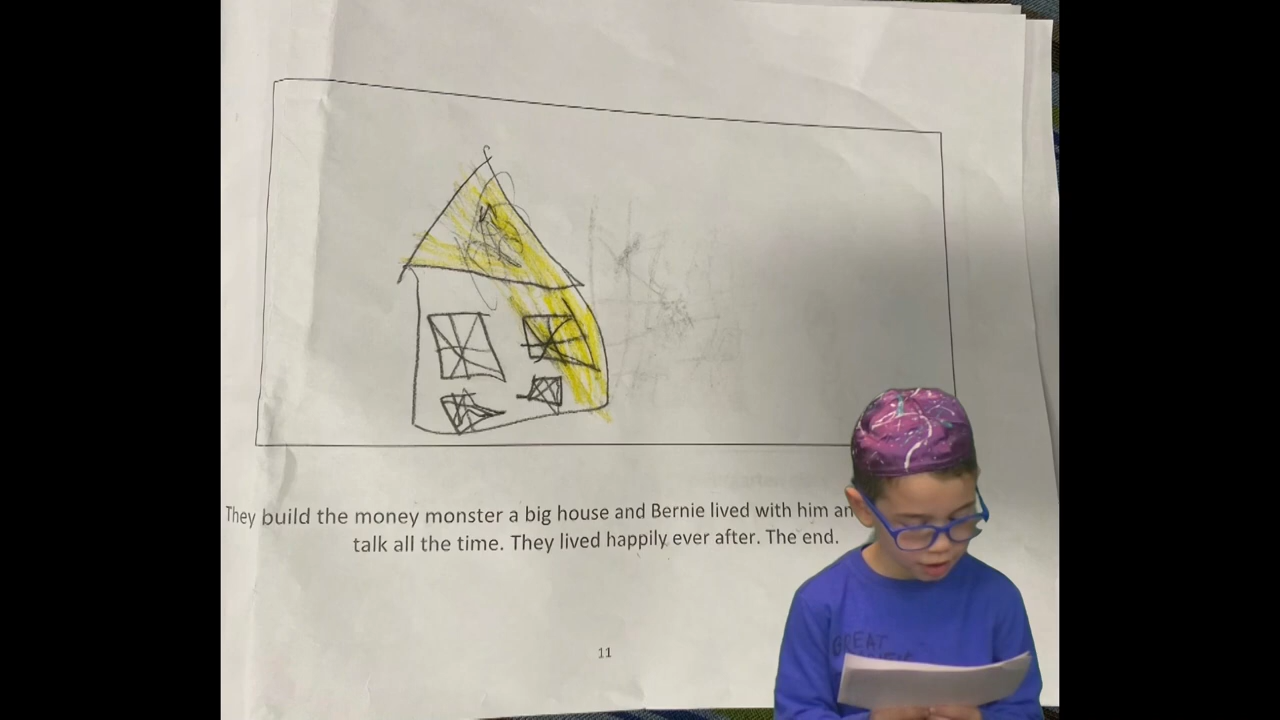 They build the money monster a big house and Bernie lived with him an
talk all the time. They lived happily ever after. The end.
11
GREAT